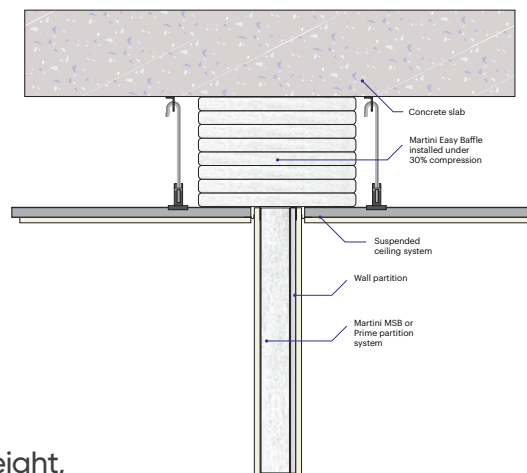 Concrete slab
Martini Easy Baffle
installed under
30% compression
Suspended
ceiling system
Wall partition
Martini MSB or
Prime partition
system
eight,